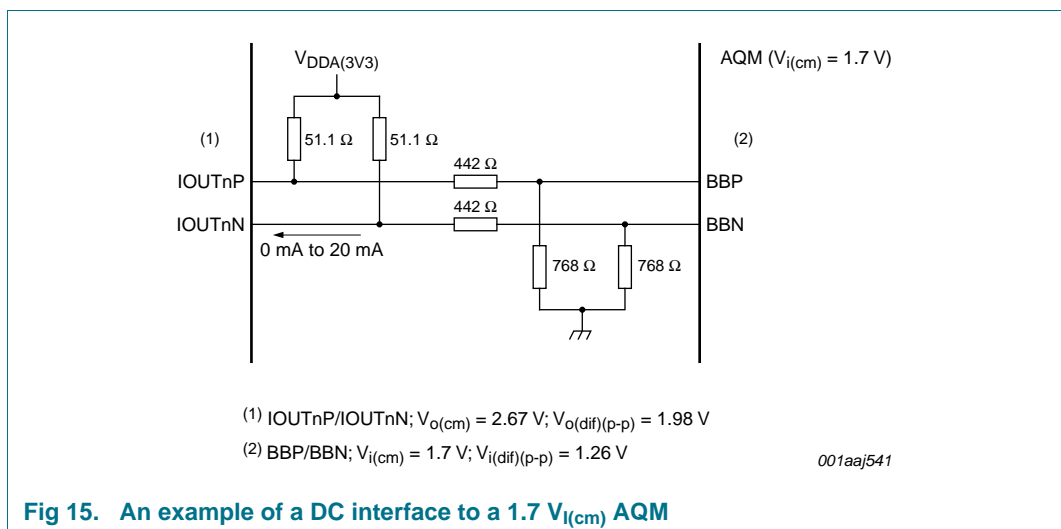 V_DDA(3V3)
AQM (V_i(cm) = 1.7 V)
(1)
51.1 Ω
51.1 Ω
(2)
442 Ω
IOUTnP
BBP
442 Ω
IOUTnN
BBN
0 mA to 20 mA
768 Ω
768 Ω
(1) IOUTnP/IOUTnN; V_o(cm) = 2.67 V; V_o(dif)(p-p) = 1.98 V
(2) BBP/BBN; V_i(cm) = 1.7 V; V_i(dif)(p-p) = 1.26 V
001aaj541
Fig 15. An example of a DC interface to a 1.7 V_I(cm) AQM